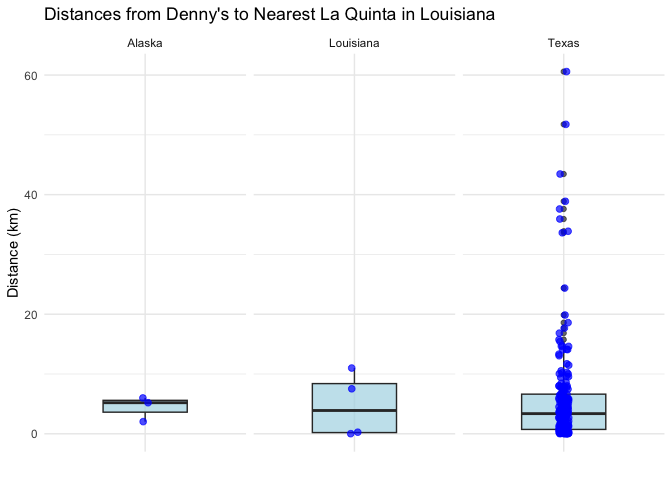 Distances from Denny's to Nearest La Quinta in Louisiana
Alaska
Louisiana
Texas
Distance (km)
60
40
20
0